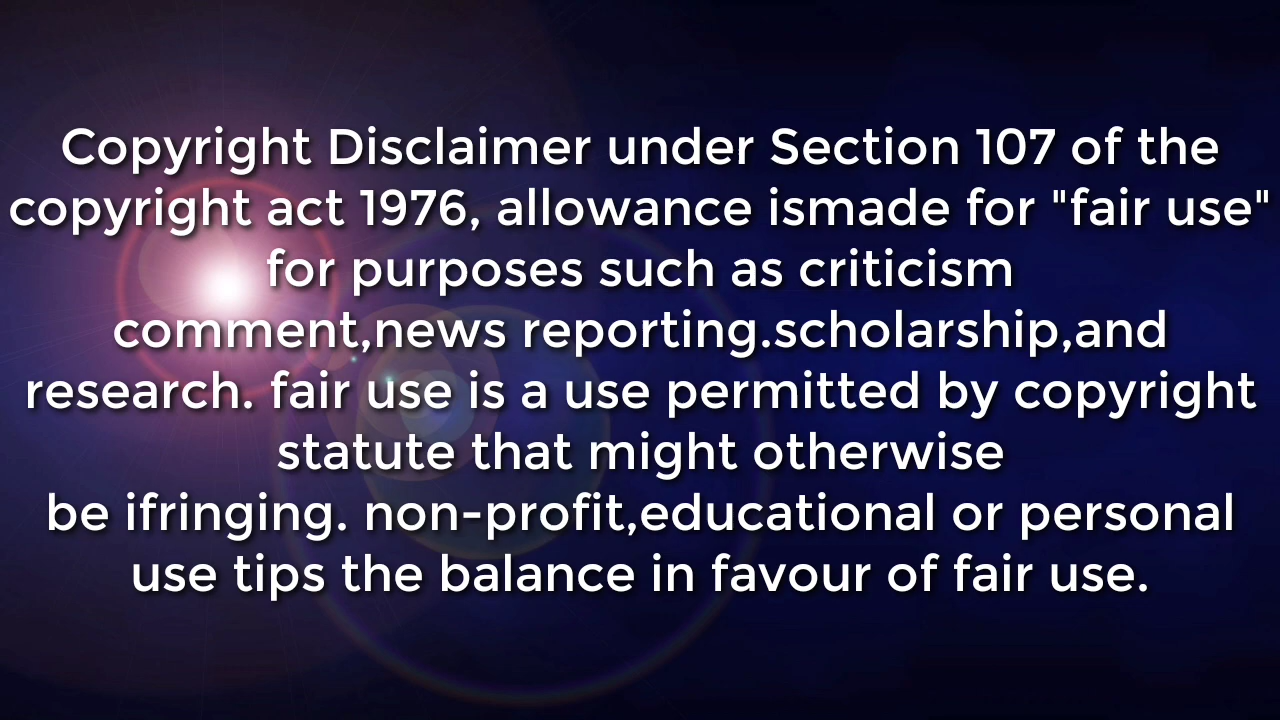 Copyright Disclaimer under Section 107 of the
copyright act 1976, allowance ismade for "fair use"
for purposes such as criticism
comment,news reporting.scholarship,and
research. fair use is a use permitted by copyright
statute that might otherwise
be ifringing. non-profit,educational or personal
use tips the balance in favour of fair use.